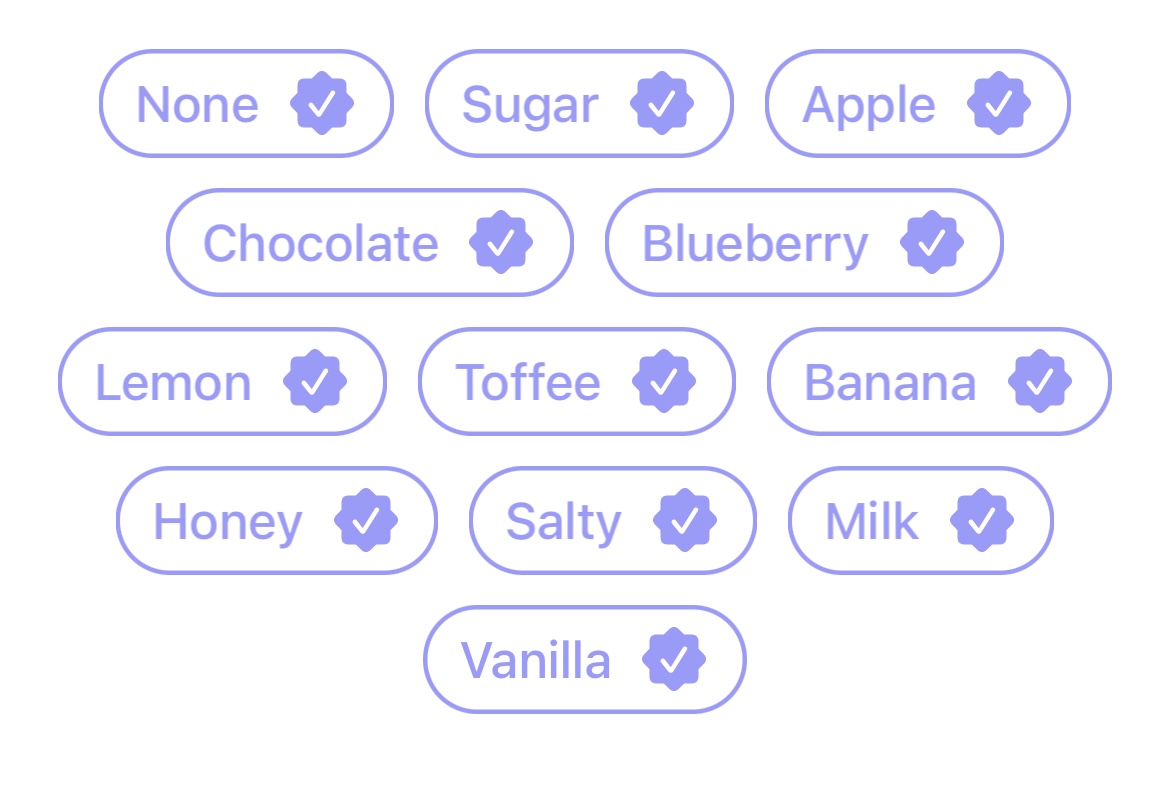 None Sugar Apple
Chocolate Blueberry
Lemon Toffee Banana
Honey Salty Milk
Vanilla